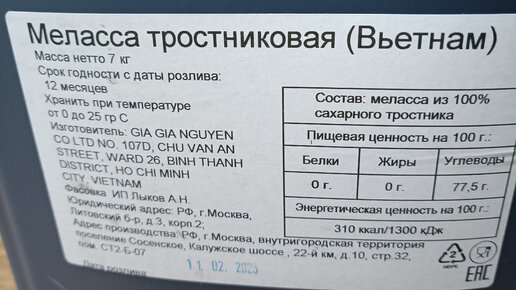 Меласса тростниковая (Вьетнам)
Масса нетто 7 кг
Срок годности с даты розлива:
12 месяцев
Хранить при температуре
от 0 до 25 гр С
Изготовитель: GIA GIA NGUYEN
CO LTD NO. 107D, CHU VAN AN
STREET, WARD 26, BINH THANH
DISTRICT, HO CHI MINH
CITY, VIETNAM
Фасовка ИП Лыков А.Н.
Юридический адрес: РФ, г.Москва,
Литовский б-р, д.3, корп.2;
Адрес производства: РФ, г.Москва, внутригородская территория
поселение Сосенское, Калужское шоссе , 22-й км, д.10, стр.32,
пом. СТ2-Б-07
Дата розлива 11.02.2025
Состав: меласса из 100%
сахарного тростника
Пищевая ценность на 100 г.:
Белки Жиры Углеводы
0 г. 0 г. 77,5 г.
Энергетическая ценность на 100 г.:
310 ккал/1300 кДж
2
HDPE
EAC